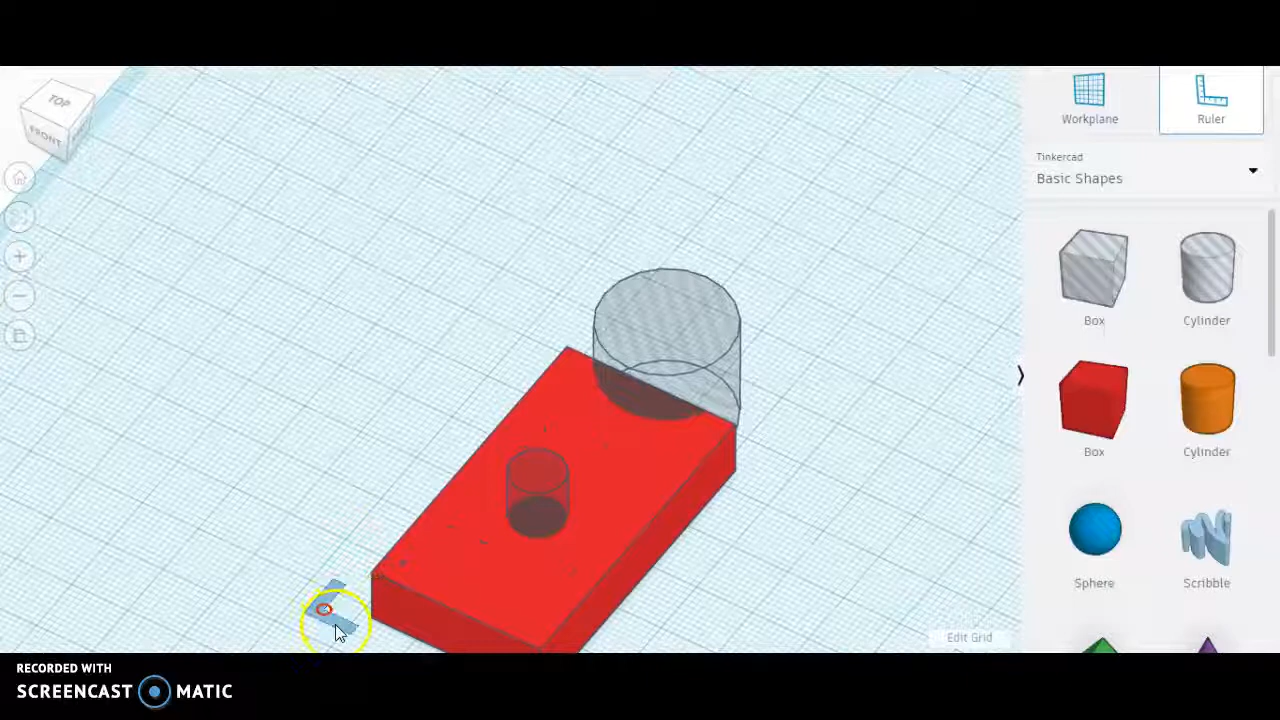 TOP
FRONT
Workplane
Ruler
Tinkercad
Basic Shapes
Box
Cylinder
Box
Cylinder
Sphere
Scribble
Edit Grid
RECORDED WITH
SCREENCAST MATIC